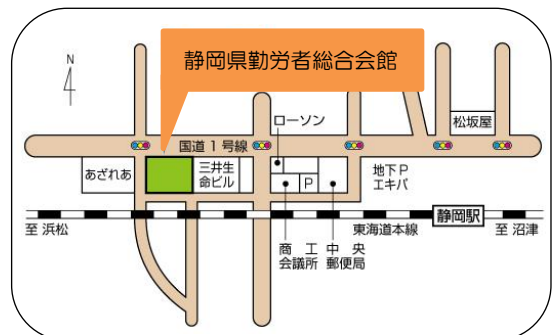 静岡県勤労者総合会館
N
ローソン
松坂屋
国道1号線
あざれあ
三井生
命ビル
P
地下P
エキパ
静岡駅
至 浜松
東海道本線
至 沼津
商工
会議所
中央
郵便局